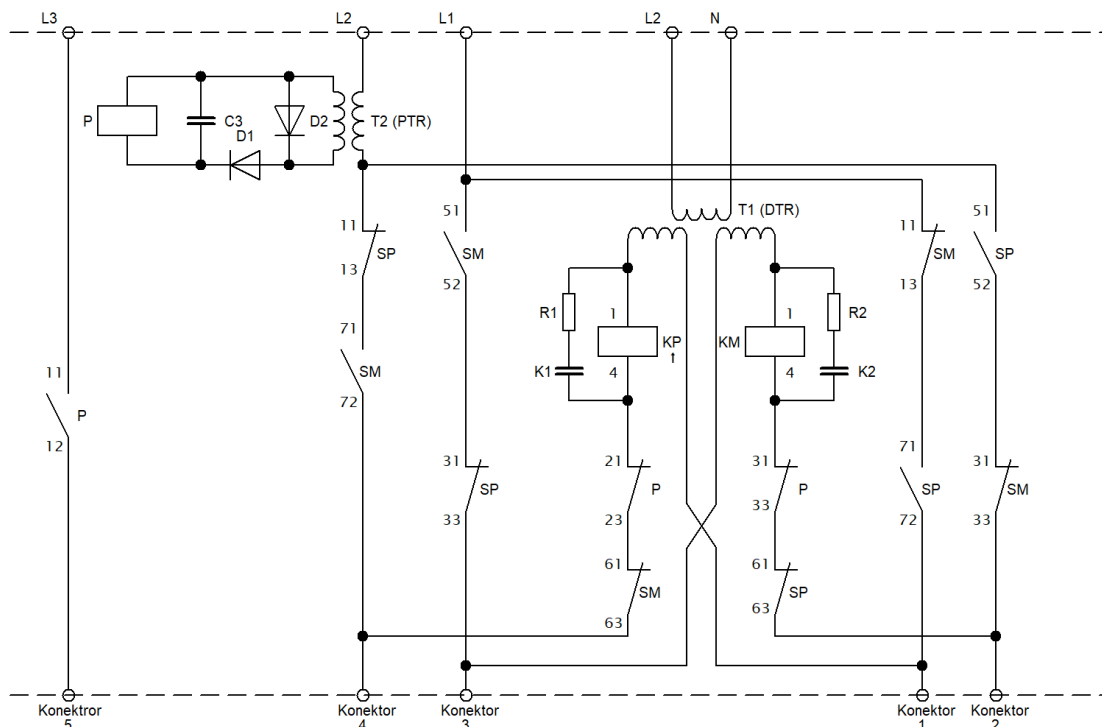 L3
L2
L1
L2
N
P
C3
D1
D2
T2 (PTR)
T1 (DTR)
11
SP
13
51
SM
52
11
SM
13
51
SP
52
R1
1
KP
↑
4
K1
KM
1
4
R2
K2
71
SM
72
11
P
12
31
SP
33
21
P
23
31
P
33
71
SP
72
31
SM
33
61
SM
63
61
SP
63
Konektror
5
Konektor
4
Konektor
3
Konektor
1
Konektor
2